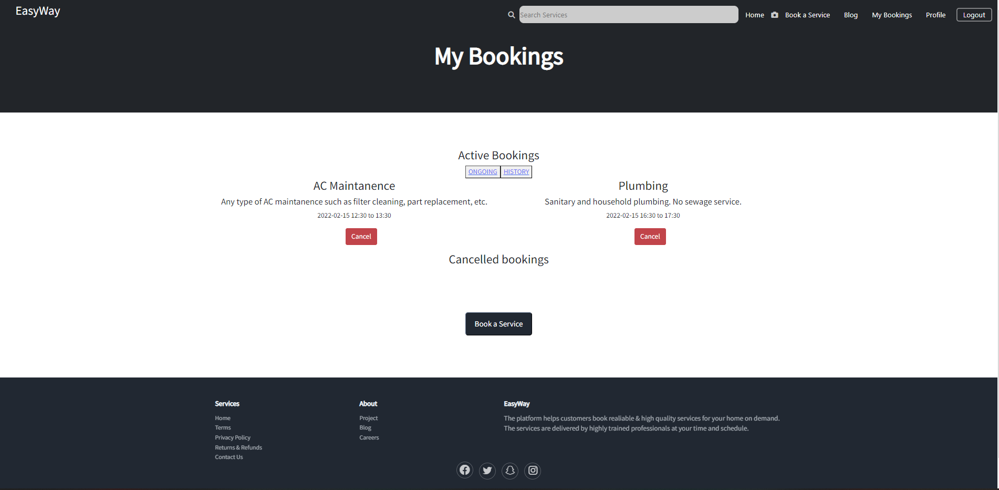 EasyWay
Search Services
Home
Book a Service
Blog
My Bookings
Profile
Logout
My Bookings
Active Bookings
ONGOING
HISTORY
AC Maintanence
Any type of AC maintanence such as filter cleaning, part replacement, etc.
2022-02-15 12:30 to 13:30
Cancel
Plumbing
Sanitary and household plumbing. No sewage service.
2022-02-15 16:30 to 17:30
Cancel
Cancelled bookings
Book a Service
Services
Home
Terms
Privacy Policy
Returns & Refunds
Contact Us
About
Project
Blog
Careers
EasyWay
The platform helps customers book realiable & high quality services for your home on demand.
The services are delivered by highly trained professionals at your time and schedule.